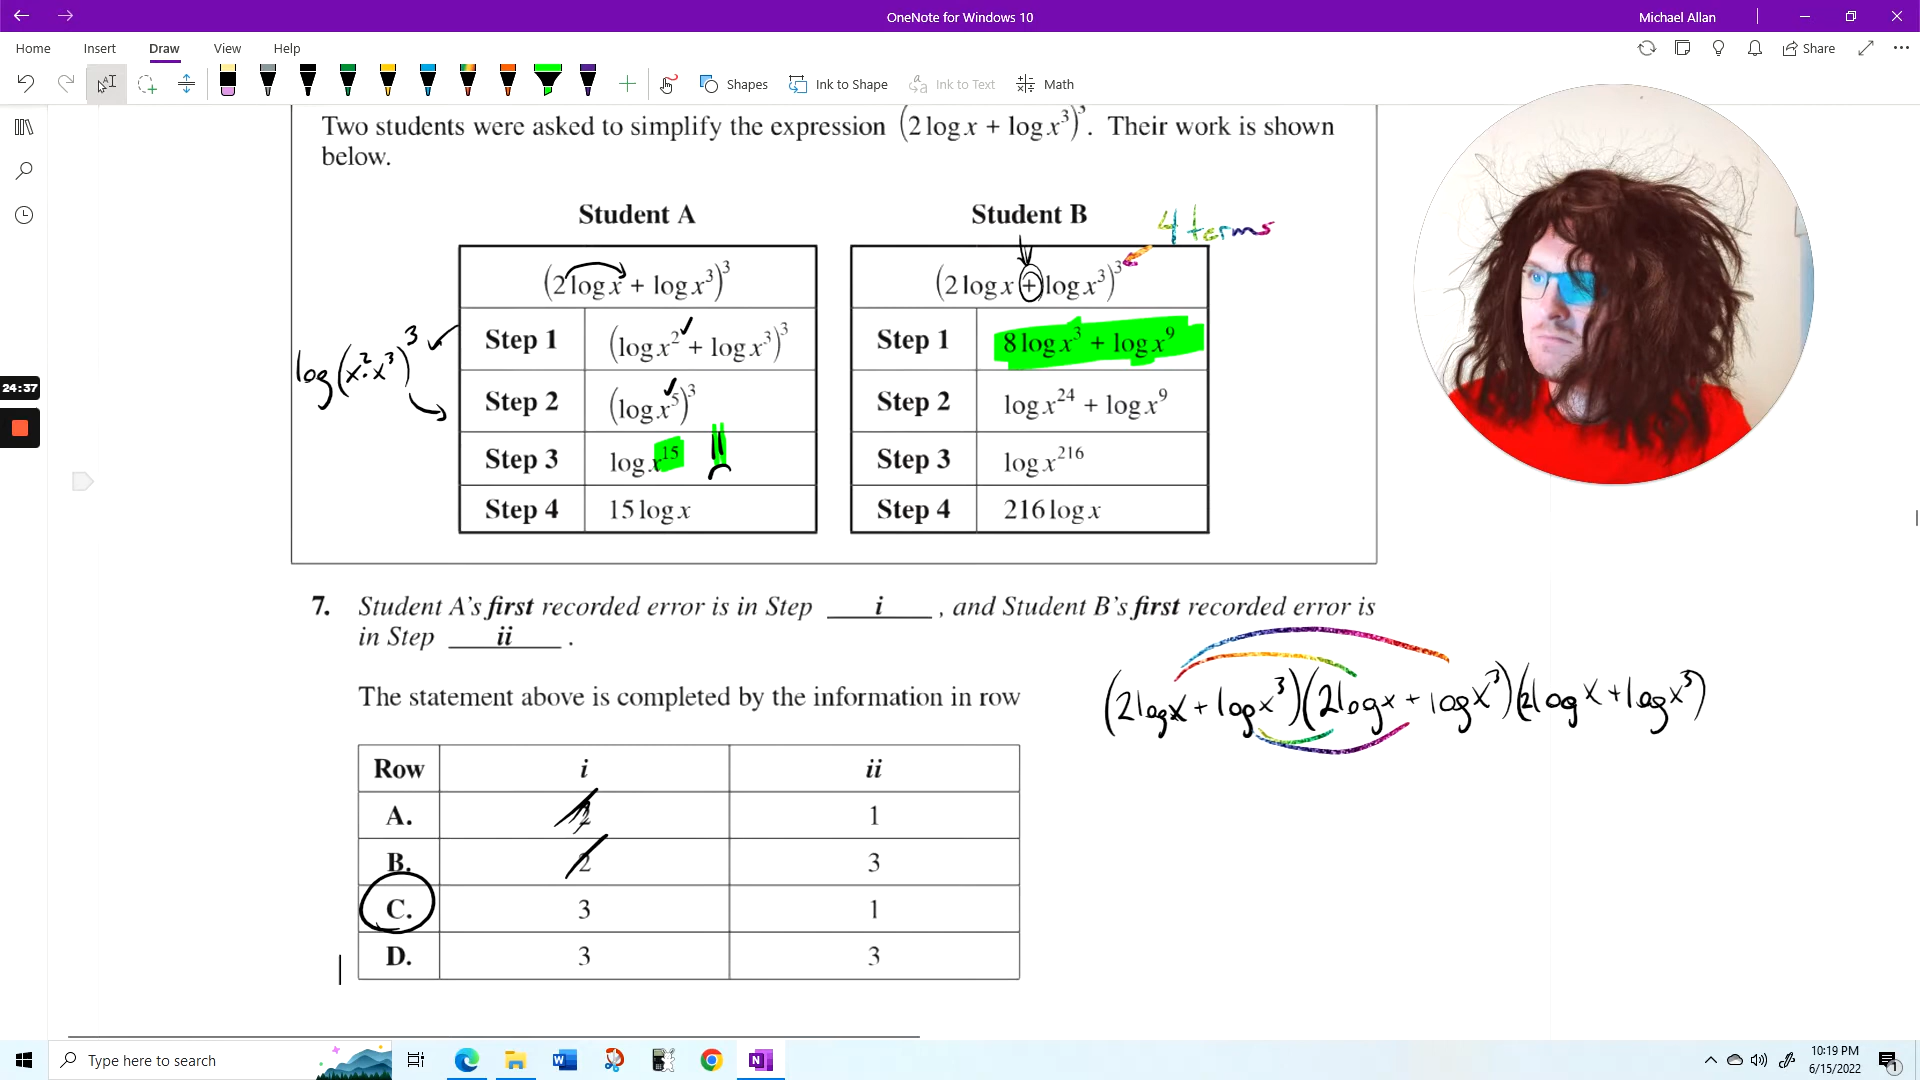 OneNote for Windows 10
Michael Allan
Home Insert Draw View Help
Share
Shapes Ink to Shape Ink to Text Math
Two students were asked to simplify the expression (2 log x + log x³)³. Their work is shown
below.
Student A Student B 4 terms
(2 log x + log x³)³ (2 log x + log x³)³
Step 1 (log x² + log x³)³ Step 1 8 log x³ + log x⁹
log(x²·x³)³
Step 2 (log x⁵)³ Step 2 log x²⁴ + log x⁹
24:37
Step 3 log x¹⁵ Step 3 log x²¹⁶
Step 4 15 log x Step 4 216 log x
7. Student A's first recorded error is in Step i , and Student B's first recorded error is
in Step ii .
The statement above is completed by the information in row
(2logx + logx³)(2logx + logx³)(2logx + logx³)
Row i ii
A. 2 1
B. 2 3
C. 3 1
D. 3 3
Type here to search
10:19 PM
6/15/2022
1